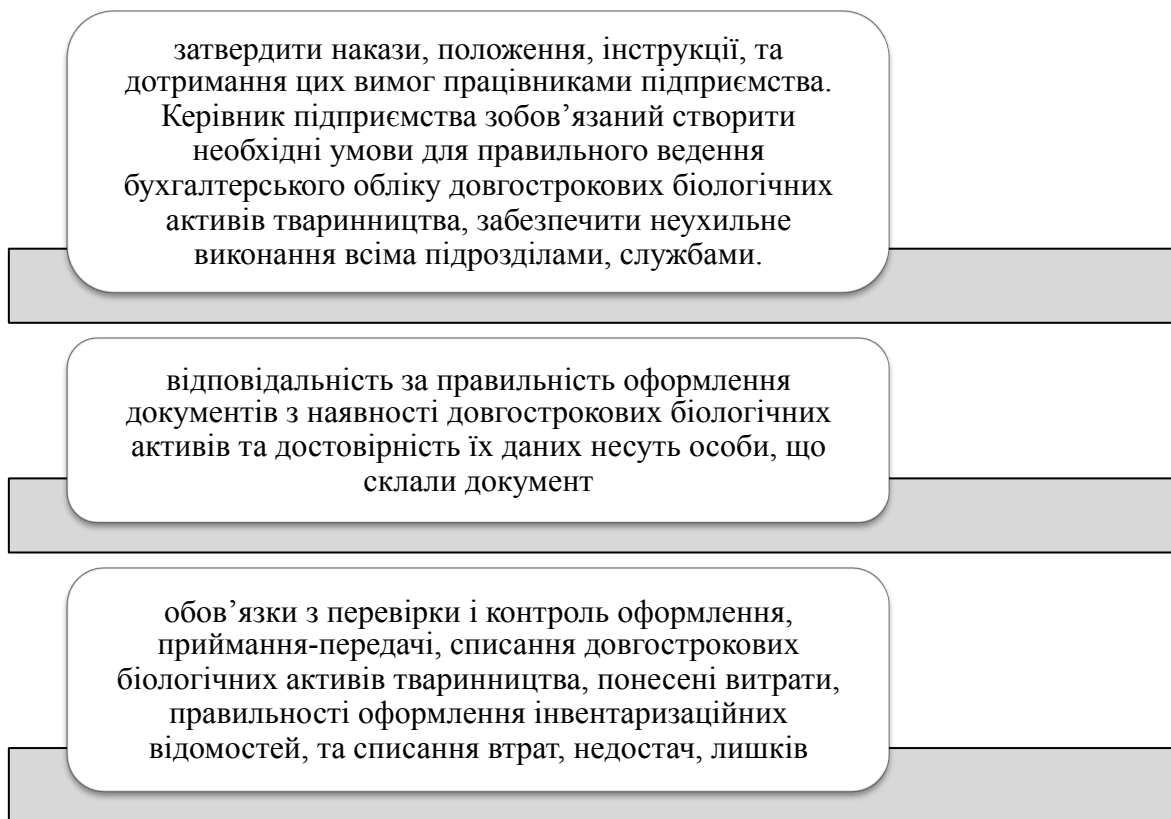 затвердити накази, положення, інструкції, та
дотримання цих вимог працівниками підприємства.
Керівник підприємства зобов’язаний створити
необхідні умови для правильного ведення
бухгалтерського обліку довгострокових біологічних
активів тваринництва, забезпечити неухильне
виконання всіма підрозділами, службами.
відповідальність за правильність оформлення
документів з наявності довгострокових біологічних
активів та достовірність їх даних несуть особи, що
склали документ
обов’язки з перевірки і контроль оформлення,
приймання-передачі, списання довгострокових
біологічних активів тваринництва, понесені витрати,
правильності оформлення інвентаризаційних
відомостей, та списання втрат, недостач, лишків